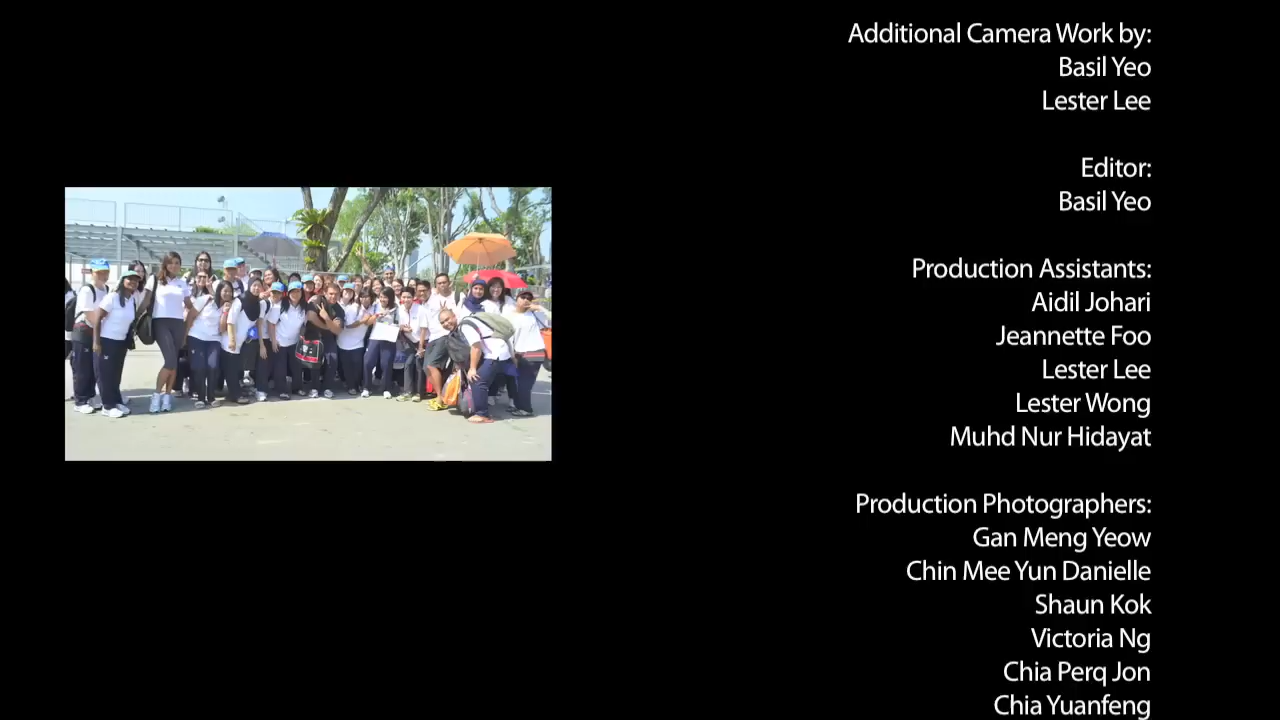 Additional Camera Work by:
Basil Yeo
Lester Lee
Editor:
Basil Yeo
Production Assistants:
Aidil Johari
Jeannette Foo
Lester Lee
Lester Wong
Muhd Nur Hidayat
Production Photographers:
Gan Meng Yeow
Chin Mee Yun Danielle
Shaun Kok
Victoria Ng
Chia Perq Jon
Chia Yuanfeng